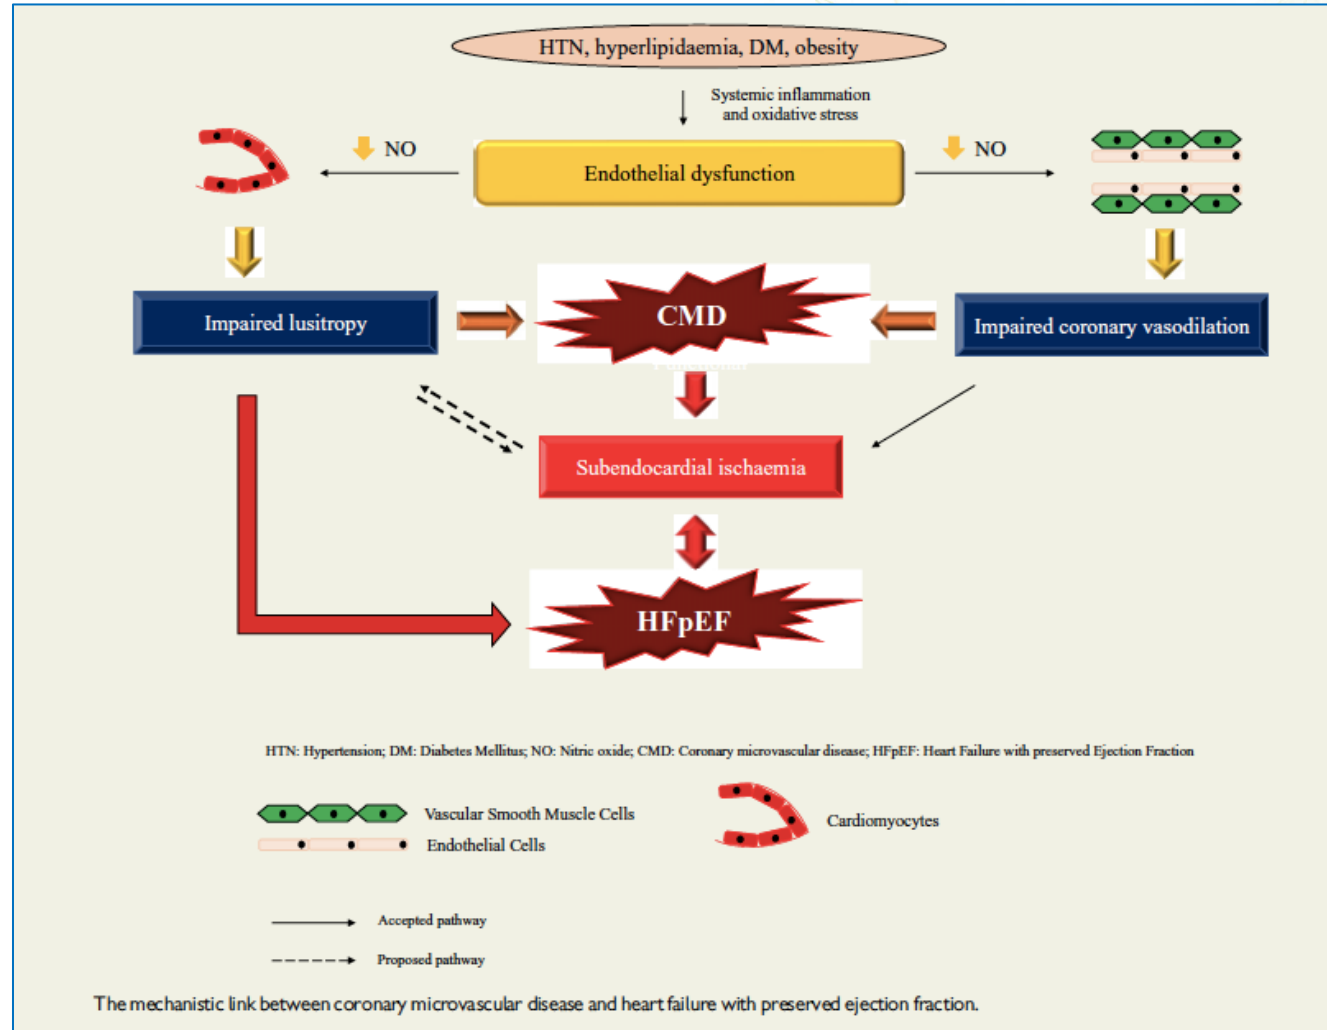 HTN, hyperlipidaemia, DM, obesity
Systemic inflammation
and oxidative stress
NO
Endothelial dysfunction
NO
Impaired lusitropy
CMD
Impaired coronary vasodilation
Functional
Subendocardial ischaemia
HFpEF
HTN: Hypertension; DM: Diabetes Mellitus; NO: Nitric oxide; CMD: Coronary microvascular disease; HFpEF: Heart Failure with preserved Ejection Fraction
Vascular Smooth Muscle Cells
Cardiomyocytes
Endothelial Cells
Accepted pathway
Proposed pathway
The mechanistic link between coronary microvascular disease and heart failure with preserved ejection fraction.